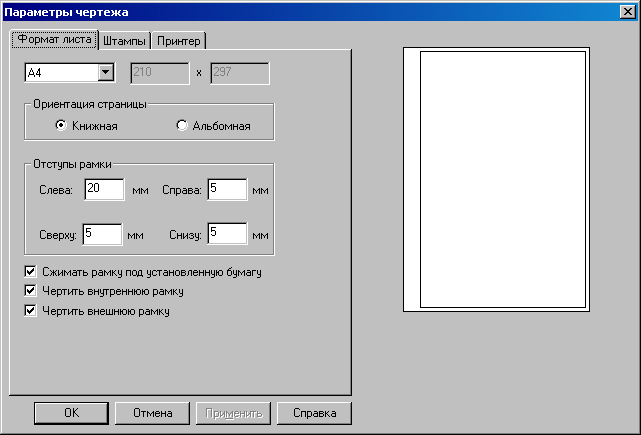 Параметры чертежа
Формат листа Штампы Принтер
A4 210 x 297
Ориентация страницы
Книжная Альбомная
Отступы рамки
Слева: 20 мм Справа: 5 мм
Сверху: 5 мм Снизу: 5 мм
Сжимать рамку под установленную бумагу
Чертить внутреннюю рамку
Чертить внешнюю рамку
OK Отмена Применить Справка